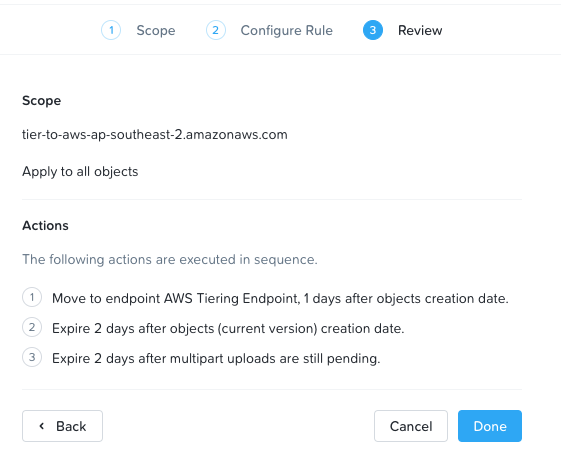 1 Scope 2 Configure Rule 3 Review
Scope
tier-to-aws-ap-southeast-2.amazonaws.com
Apply to all objects
Actions
The following actions are executed in sequence.
1 Move to endpoint AWS Tiering Endpoint, 1 days after objects creation date.
2 Expire 2 days after objects (current version) creation date.
3 Expire 2 days after multipart uploads are still pending.
Back Cancel Done